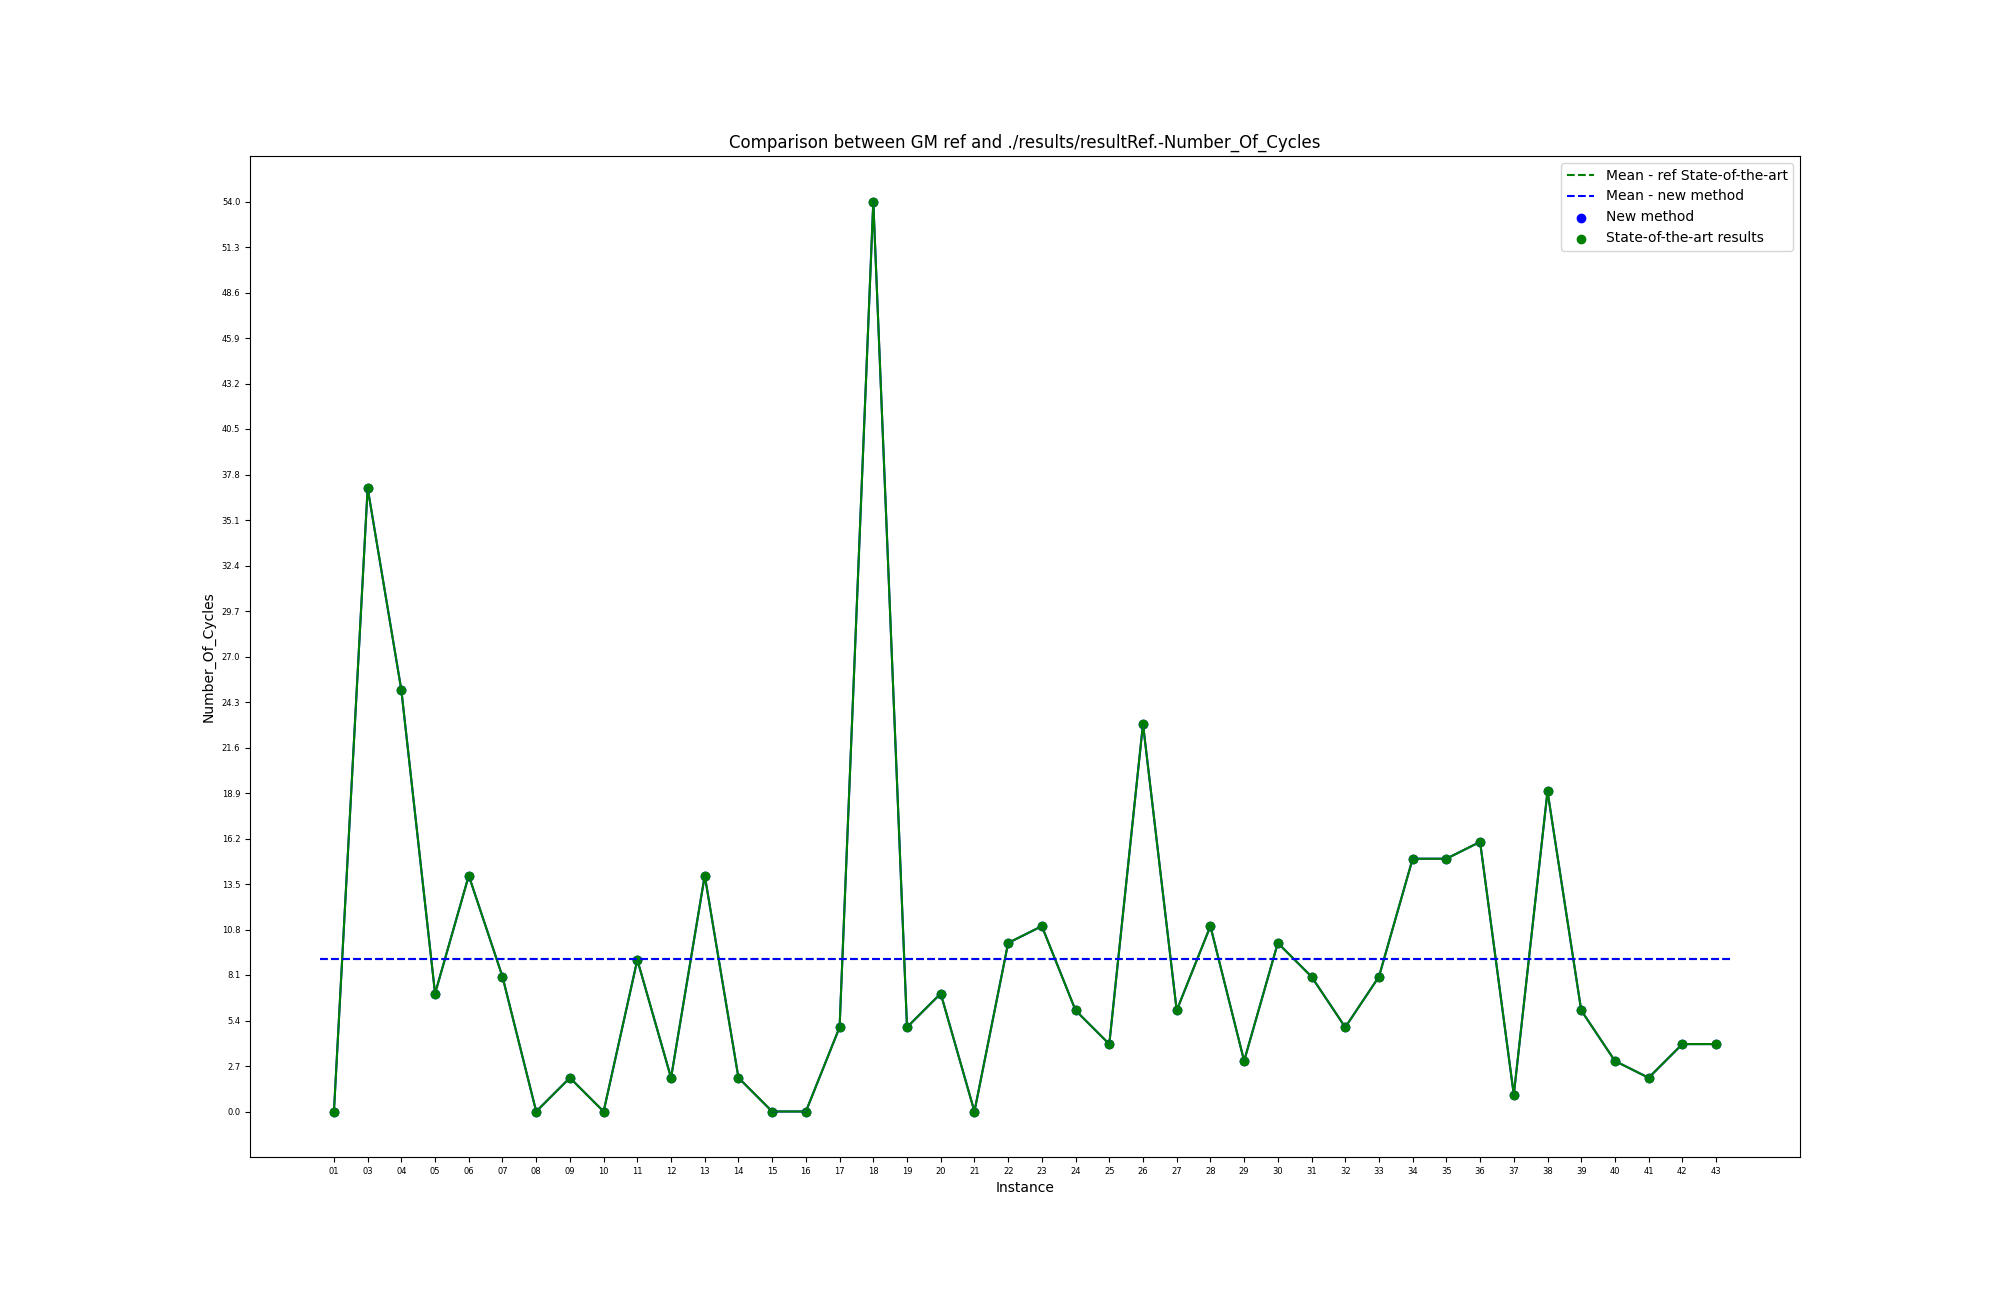 Comparison between GM ref and ./results/resultRef.-Number_Of_Cycles
Mean - ref State-of-the-art
Mean - new method
New method
State-of-the-art results
54.0
51.3
48.6
45.9
43.2
40.5
37.8
35.1
32.4
29.7
27.0
24.3
21.6
18.9
16.2
13.5
10.8
8.1
5.4
2.7
0.0
Number_Of_Cycles
01 03 04 05 06 07 08 09 10 11 12 13 14 15 16 17 18 19 20 21 22 23 24 25 26 27 28 29 30 31 32 33 34 35 36 37 38 39 40 41 42 43
Instance